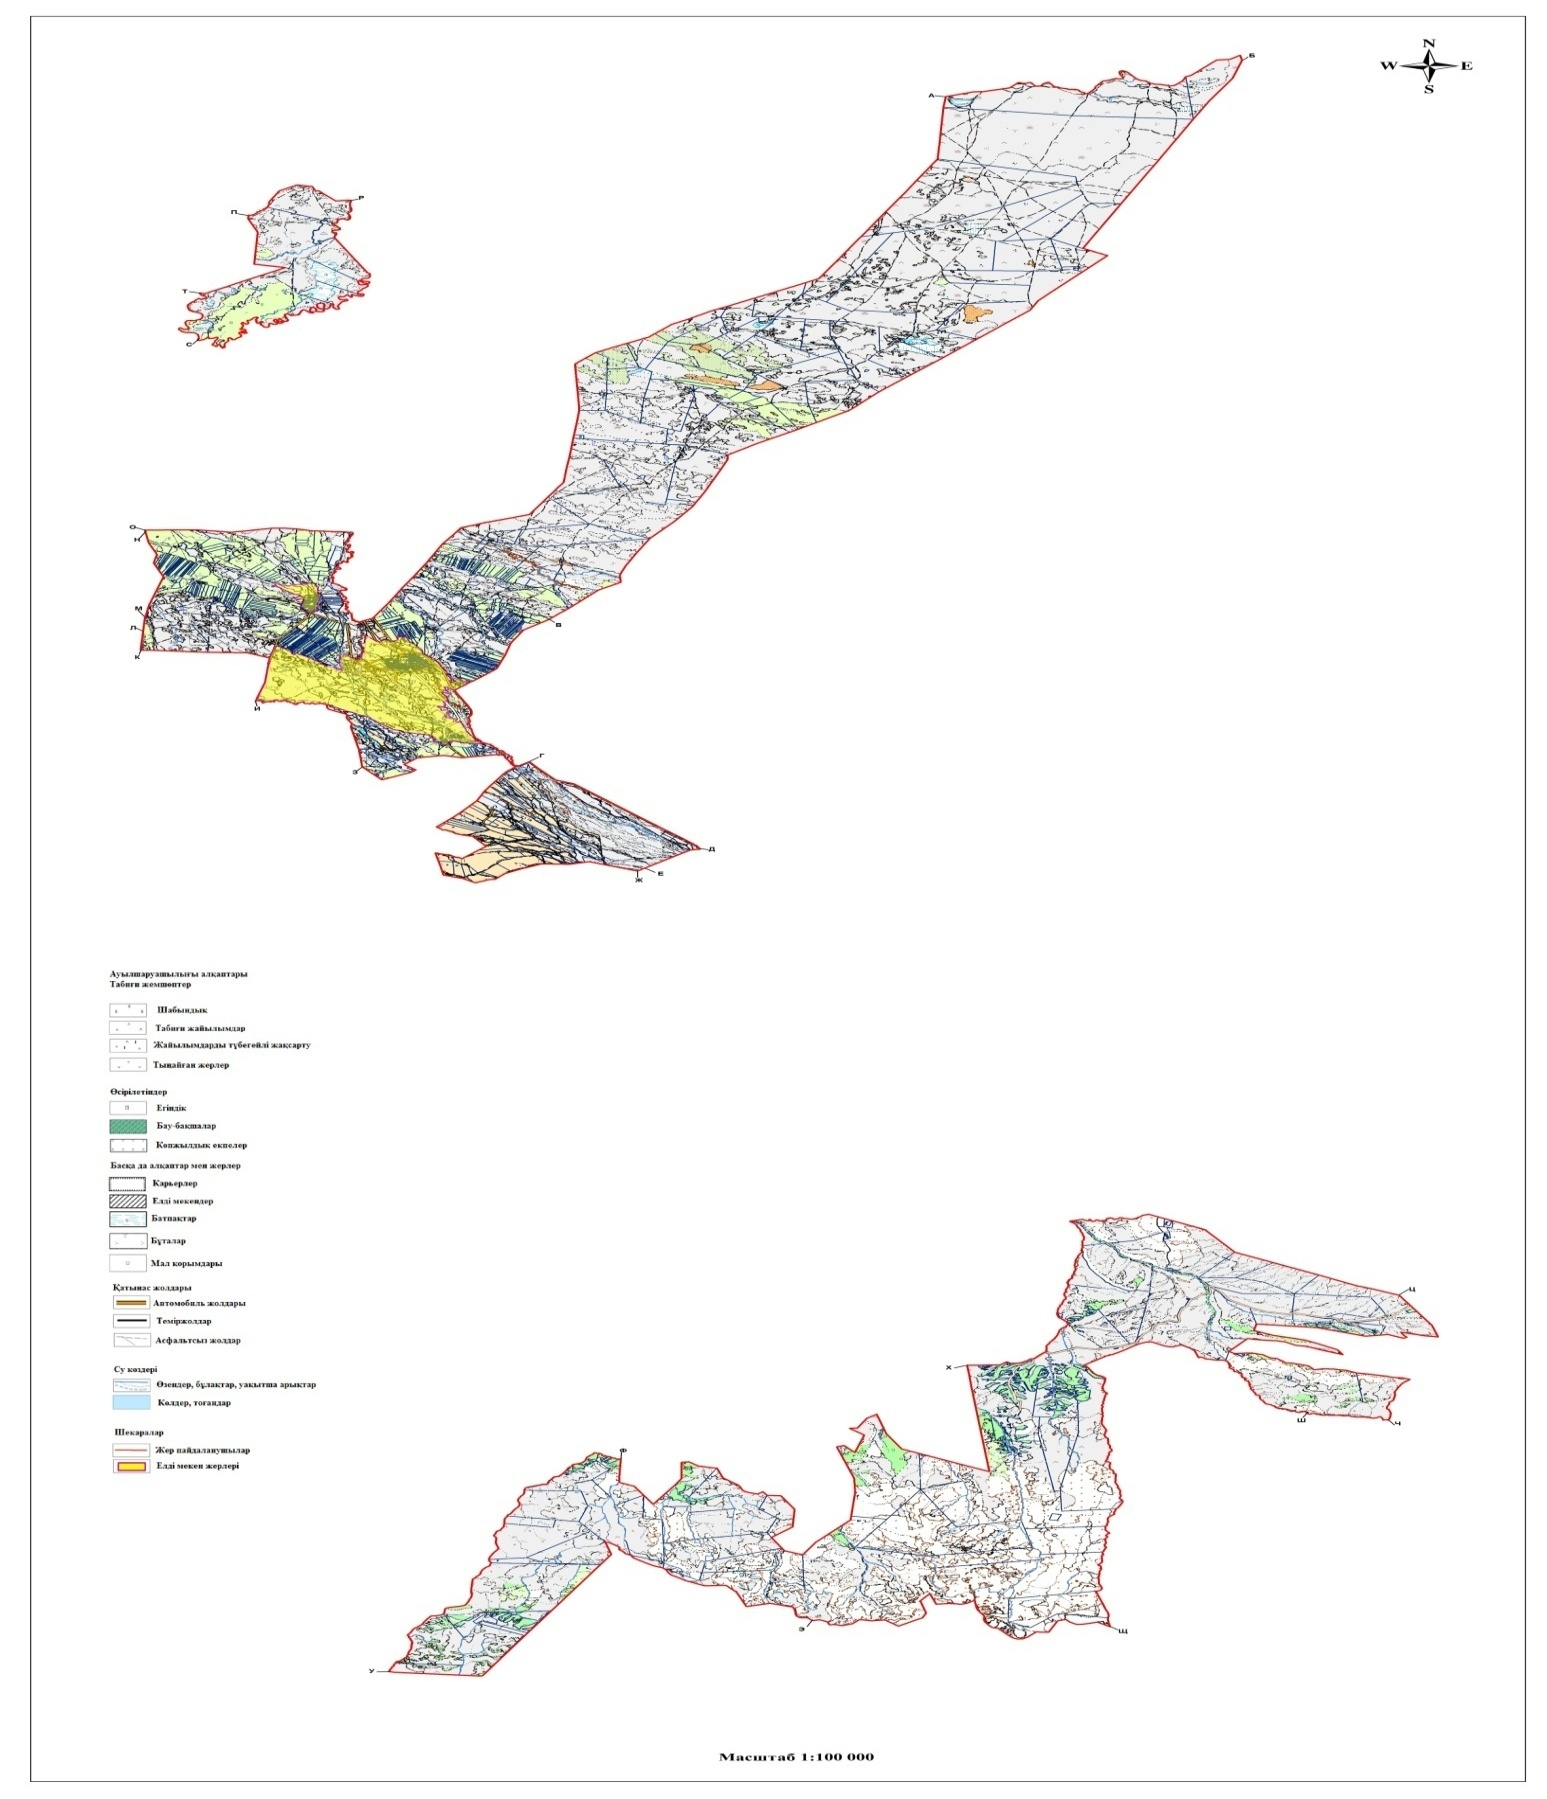 N
W E
S
Б
А
П
Р
Т
С
О
Н
М
Л
К
В
И
З
Г
Д
Е
Ж
Ауылшаруашылығы алқаптары
Табиғи жемшөптер
Шабындық
Табиғи жайылымдар
Жайылымдарды түбегейлі жақсарту
Тыңайған жерлер
Өсірілетіндер
Егіндік
Бау-бақшалар
Көпжылдық екпелер
Басқа да алқаптар мен жерлер
Карьерлер
Елді мекендер
Батпақтар
Бұталар
Мал қорымдары
Қатынас жолдары
Автомобиль жолдары
Теміржолдар
Асфальтсыз жолдар
Су көздері
Өзендер, бұлақтар, уақытша арықтар
Көлдер, тоғандар
Шекаралар
Жер пайдаланушылар
Елді мекен жерлері
Ц
Х
Ш
Ч
Ф
Э
Щ
У
Масштаб 1:100 000